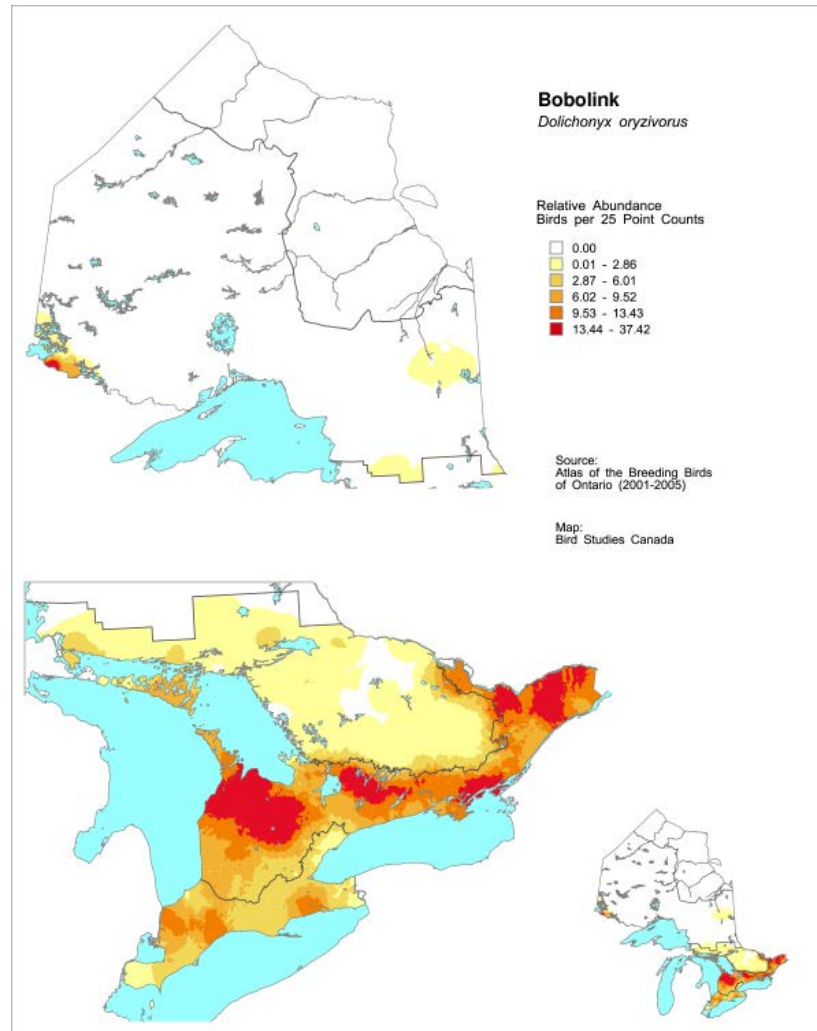 Bobolink
Dolichonyx oryzivorus
Relative Abundance
Birds per 25 Point Counts
0.00
0.01 - 2.86
2.87 - 6.01
6.02 - 9.52
9.53 - 13.43
13.44 - 37.42
Source:
Atlas of the Breeding Birds
of Ontario (2001-2005)
Map:
Bird Studies Canada